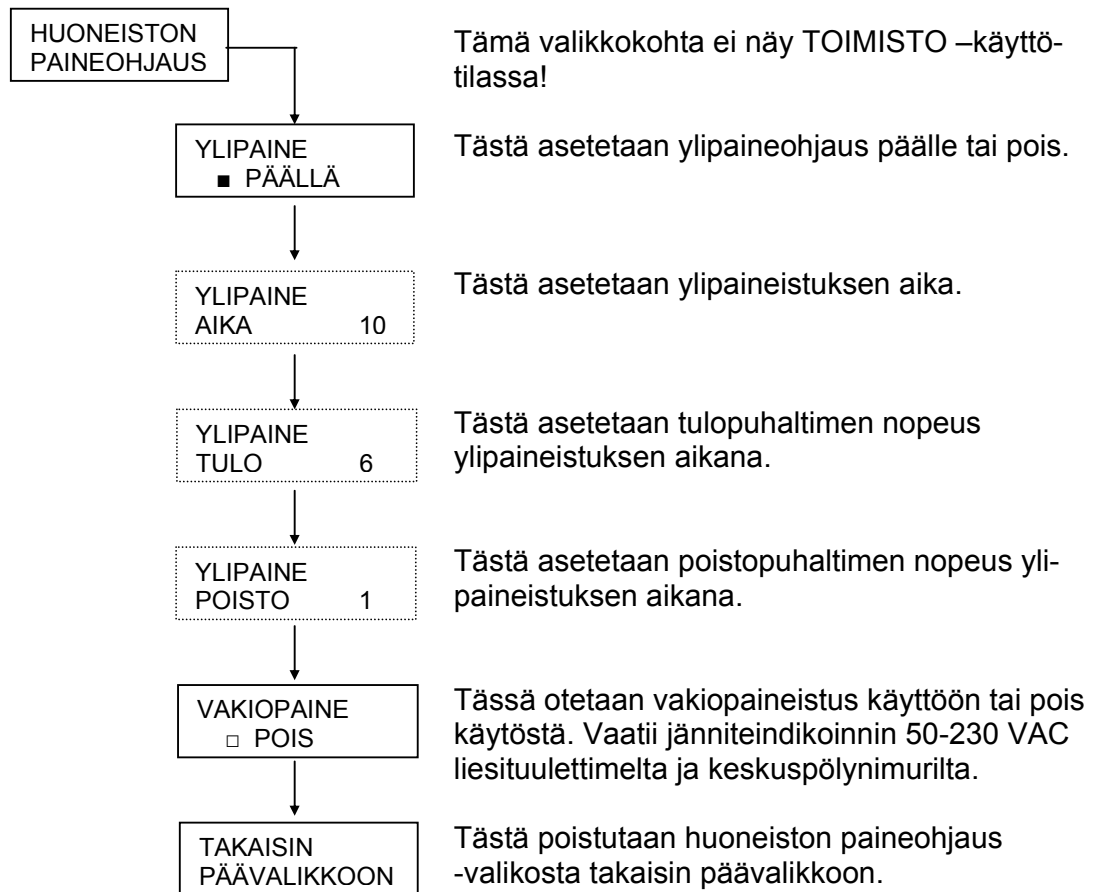 HUONEISTON
PAINEOHJAUS
Tämä valikkokohta ei näy TOIMISTO –käyttö-
tilassa!
YLIPAINE
■ PÄÄLLÄ
Tästä asetetaan ylipaineohjaus päälle tai pois.
YLIPAINE
AIKA 10
Tästä asetetaan ylipaineistuksen aika.
YLIPAINE
TULO 6
Tästä asetetaan tulopuhaltimen nopeus
ylipaineistuksen aikana.
YLIPAINE
POISTO 1
Tästä asetetaan poistopuhaltimen nopeus yli-
paineistuksen aikana.
VAKIOPAINE
□ POIS
Tässä otetaan vakiopaineistus käyttöön tai pois
käytöstä. Vaatii jänniteindikoinnin 50-230 VAC
liesituulettimelta ja keskuspölynimurilta.
TAKAISIN
PÄÄVALIKKOON
Tästä poistutaan huoneiston paineohjaus
-valikosta takaisin päävalikkoon.